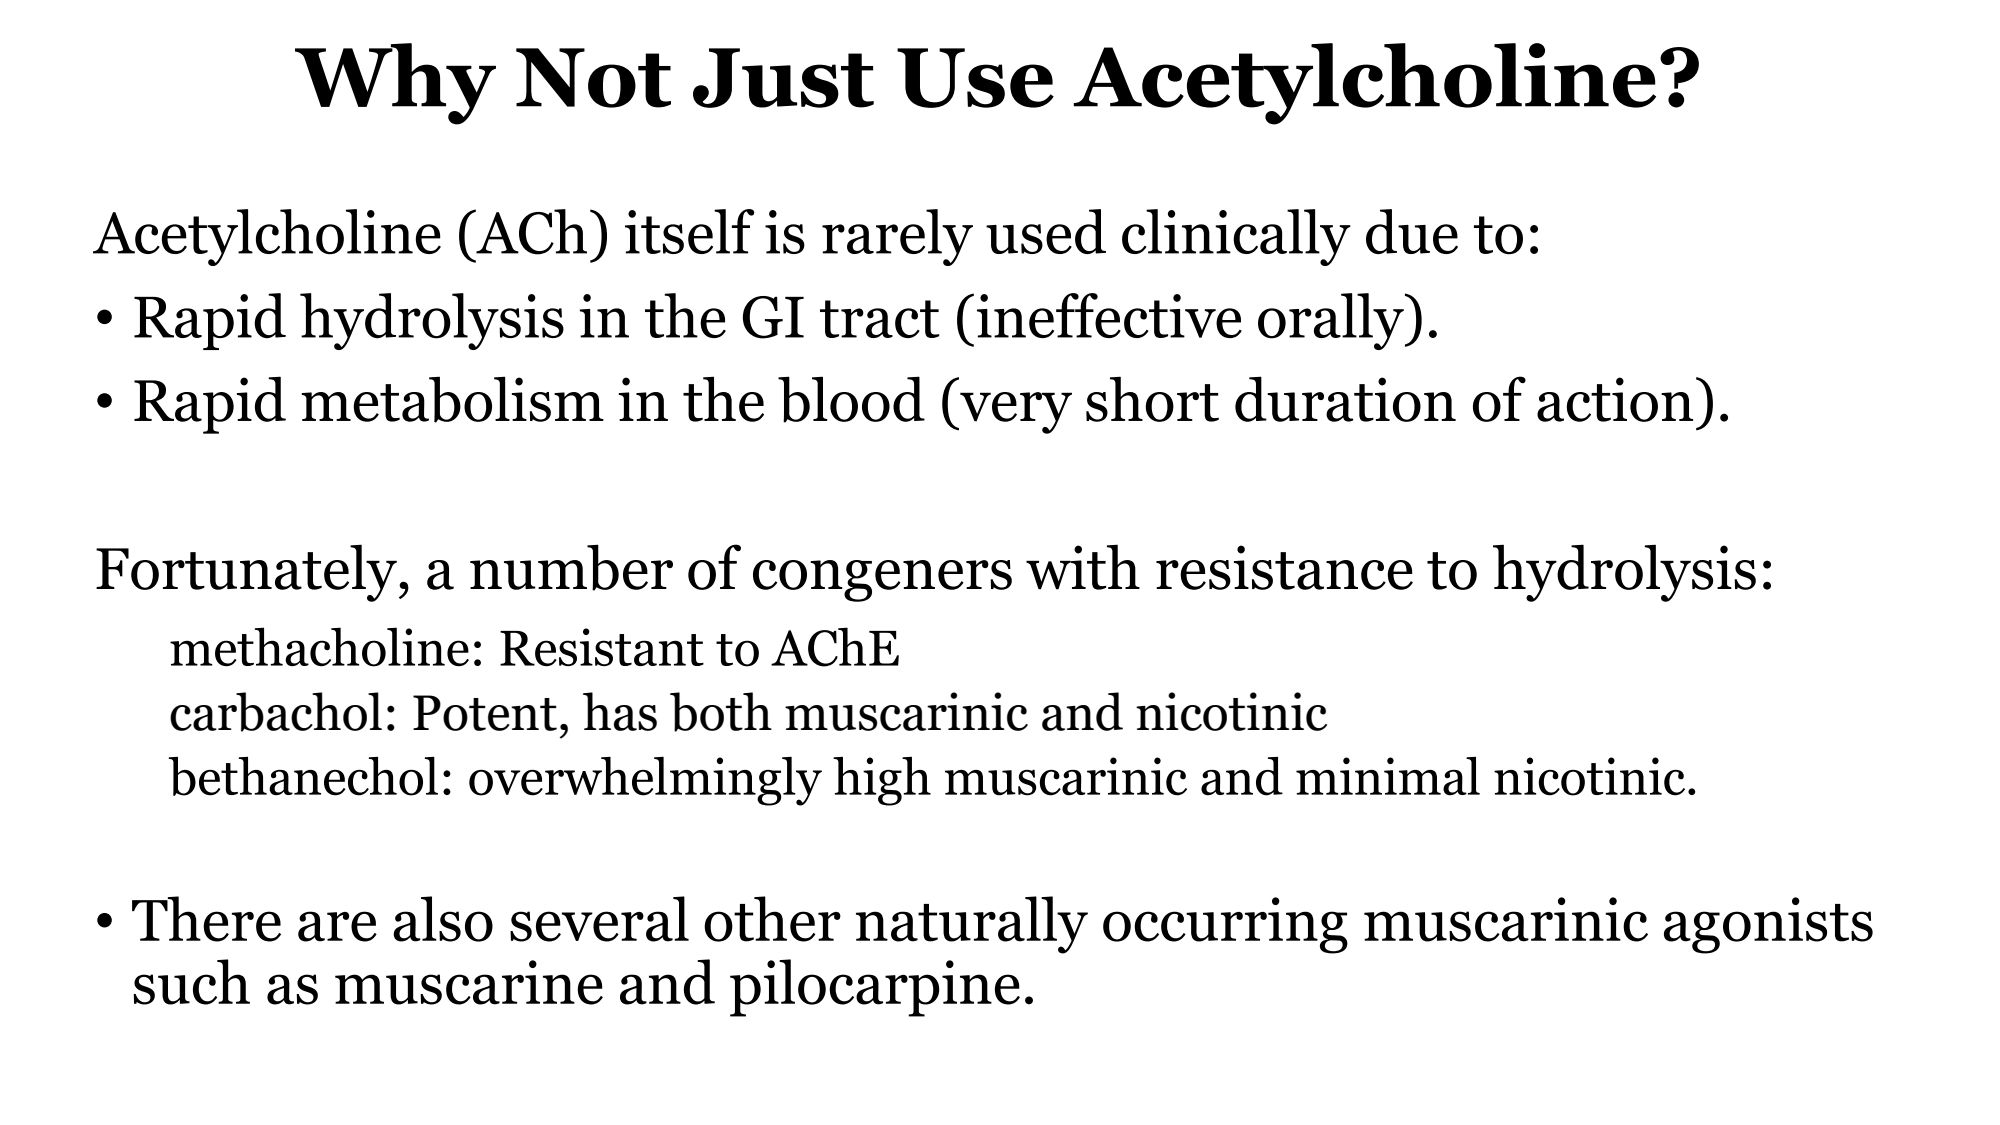 Why Not Just Use Acetylcholine?
Acetylcholine (ACh) itself is rarely used clinically due to:
• Rapid hydrolysis in the GI tract (ineffective orally).
• Rapid metabolism in the blood (very short duration of action).
Fortunately, a number of congeners with resistance to hydrolysis:
methacholine: Resistant to AChE
carbachol: Potent, has both muscarinic and nicotinic
bethanechol: overwhelmingly high muscarinic and minimal nicotinic.
• There are also several other naturally occurring muscarinic agonists
such as muscarine and pilocarpine.